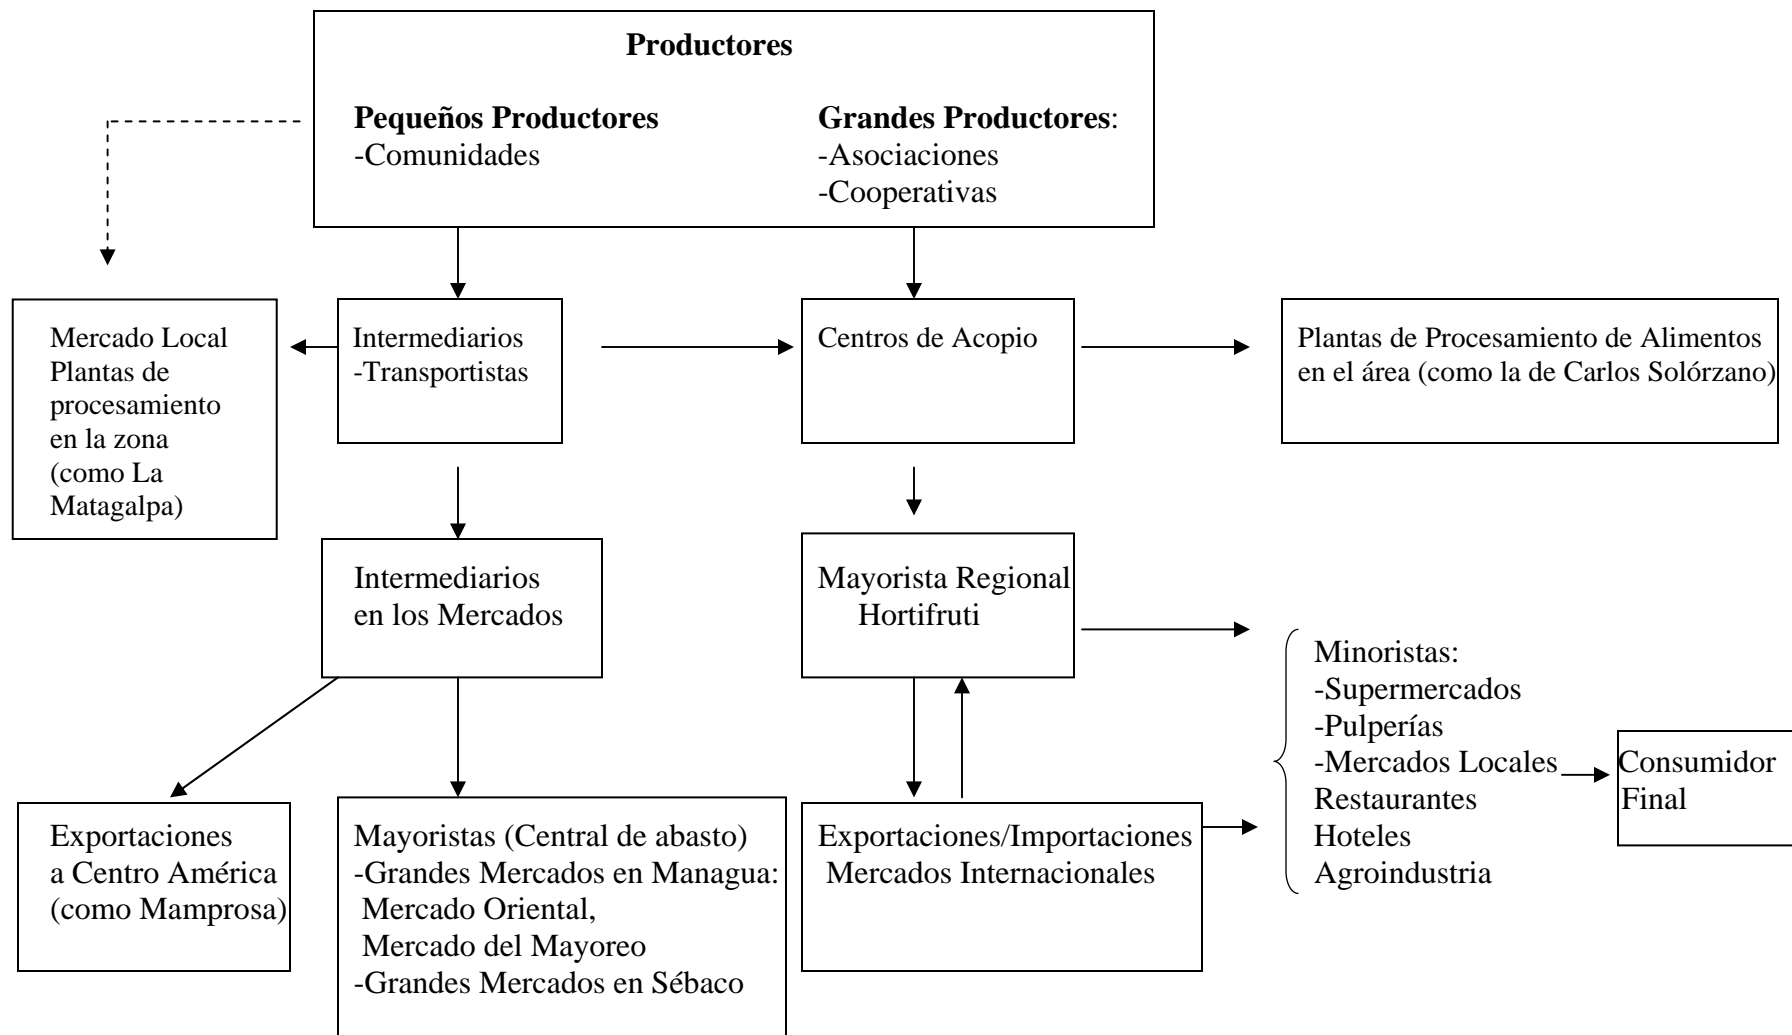 Productores
Pequeños Productores
-Comunidades
Grandes Productores:
-Asociaciones
-Cooperativas
Mercado Local
Plantas de
procesamiento
en la zona
(como La
Matagalpa)
Intermediarios
-Transportistas
Centros de Acopio
Plantas de Procesamiento de Alimentos
en el área (como la de Carlos Solórzano)
Intermediarios
en los Mercados
Mayorista Regional
Hortifruti
Minoristas:
-Supermercados
-Pulperías
-Mercados Locales
Restaurantes
Hoteles
Agroindustria
Consumidor
Final
Exportaciones
a Centro América
(como Mamprosa)
Mayoristas (Central de abasto)
-Grandes Mercados en Managua:
Mercado Oriental,
Mercado del Mayoreo
-Grandes Mercados en Sébaco
Exportaciones/Importaciones
Mercados Internacionales